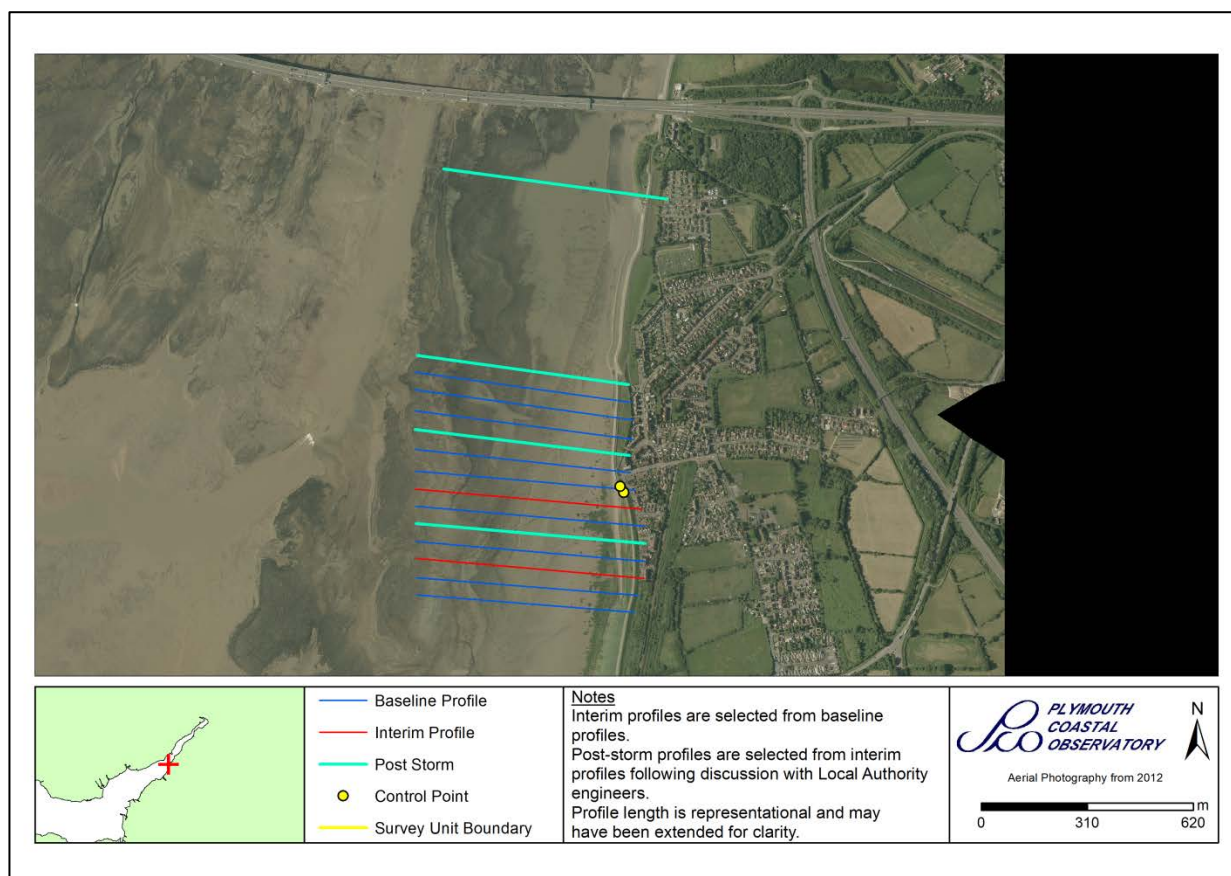 Baseline Profile
Interim Profile
Post Storm
Control Point
Survey Unit Boundary
Notes
Interim profiles are selected from baseline
profiles.
Post-storm profiles are selected from interim
profiles following discussion with Local Authority
engineers.
Profile length is representational and may
have been extended for clarity.
PLYMOUTH
COASTAL
OBSERVATORY
N
Aerial Photography from 2012
m
0 310 620